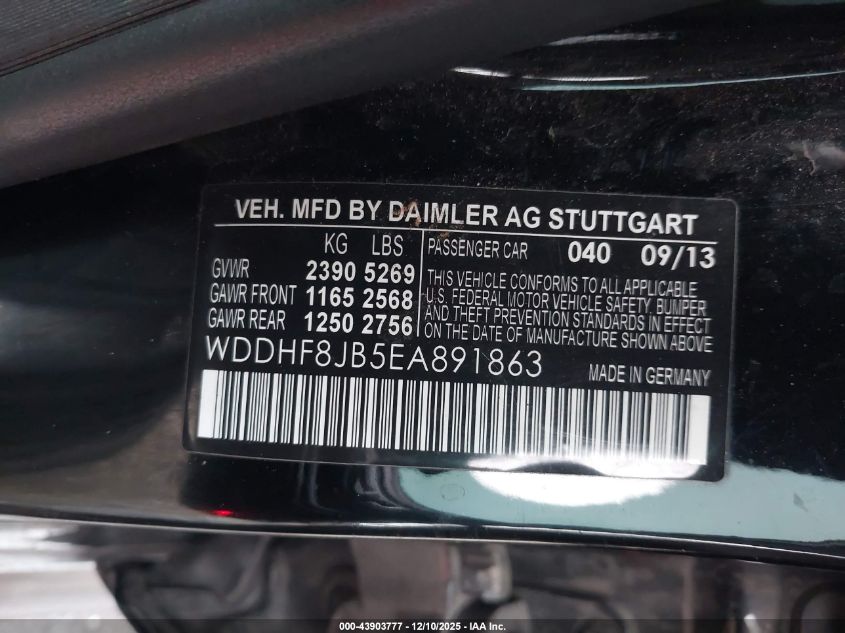 VEH. MFD BY DAIMLER AG STUTTGART
KG LBS
GVWR 2390 5269
GAWR FRONT 1165 2568
GAWR REAR 1250 2756
PASSENGER CAR 040 09/13
THIS VEHICLE CONFORMS TO ALL APPLICABLE
U.S. FEDERAL MOTOR VEHICLE SAFETY, BUMPER
AND THEFT PREVENTION STANDARDS IN EFFECT
ON THE DATE OF MANUFACTURE SHOWN ABOVE
WDDHF8JB5EA891863
MADE IN GERMANY
000-43903777 - 12/10/2025 - IAA Inc.